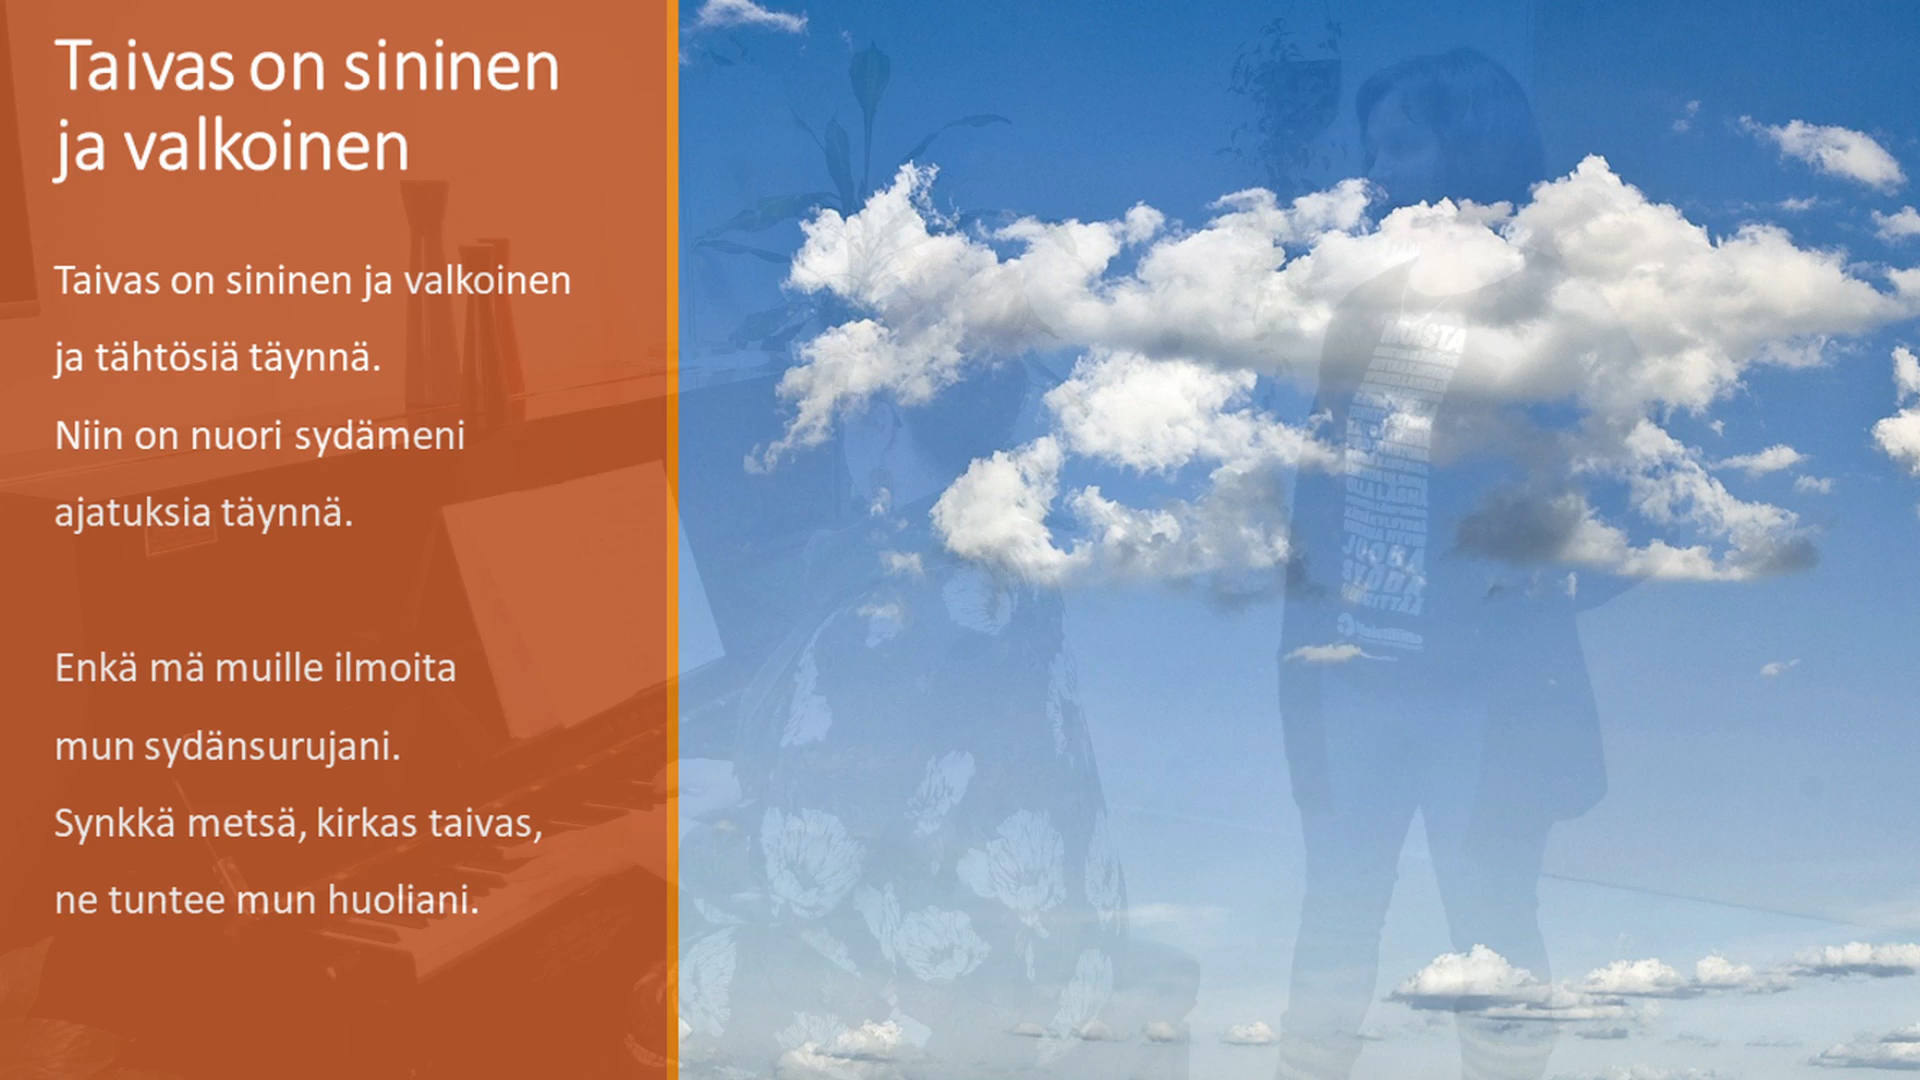 Taivas on sininen
ja valkoinen
Taivas on sininen ja valkoinen
ja tähtösiä täynnä.
Niin on nuori sydämeni
ajatuksia täynnä.
Enkä mä muille ilmoita
mun sydänsurujani.
Synkkä metsä, kirkas taivas,
ne tuntee mun huoliani.